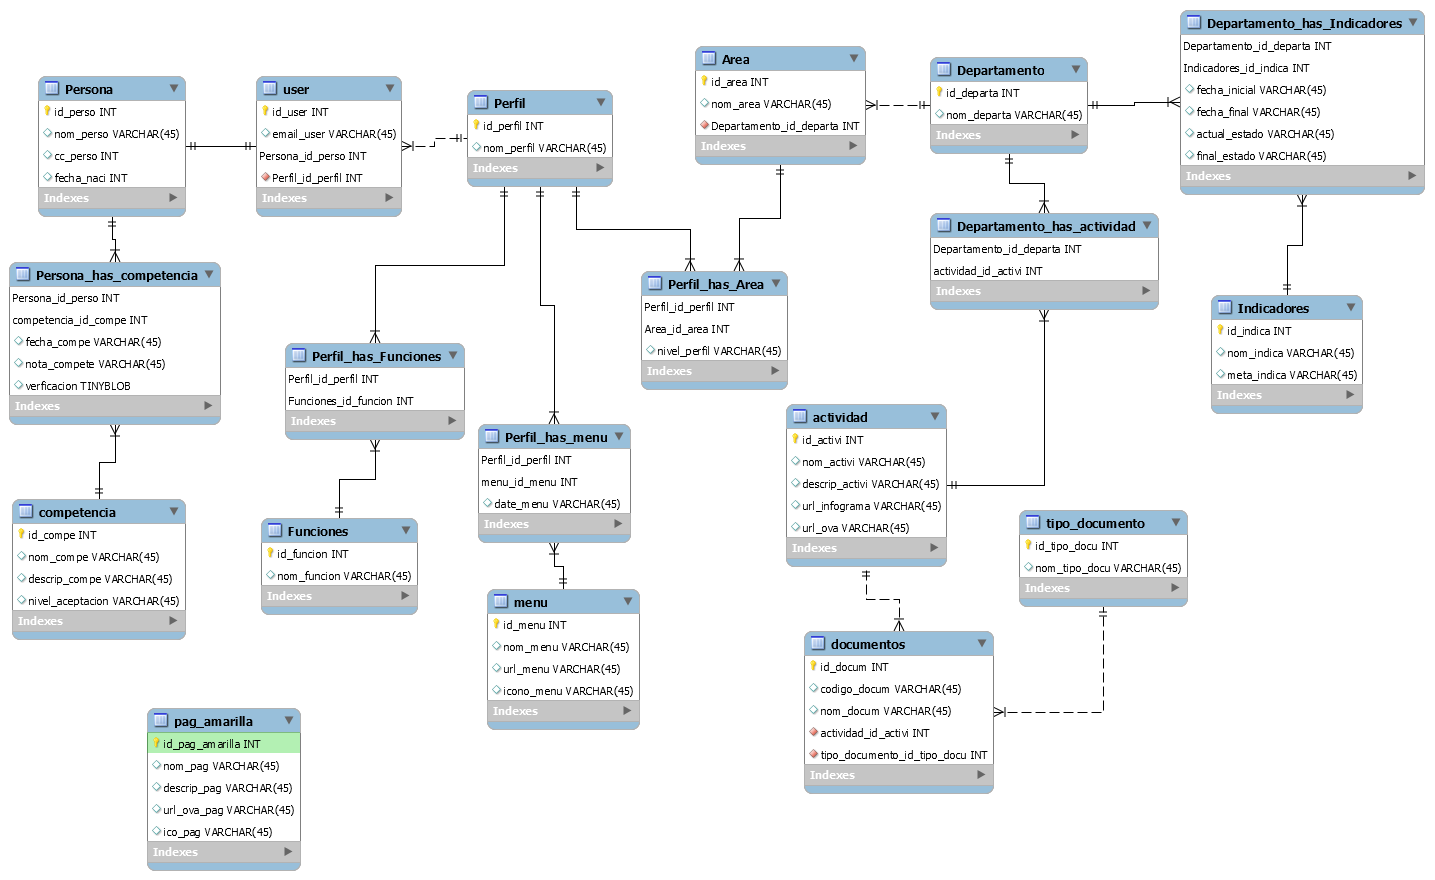 Persona
id_perso INT
nom_perso VARCHAR(45)
cc_perso INT
fecha_naci INT
Indexes
user
id_user INT
email_user VARCHAR(45)
Persona_id_perso INT
Perfil_id_perfil INT
Indexes
Perfil
id_perfil INT
nom_perfil VARCHAR(45)
Indexes
Area
id_area INT
nom_area VARCHAR(45)
Departamento_id_departa INT
Indexes
Departamento
id_departa INT
nom_departa VARCHAR(45)
Indexes
Departamento_has_Indicadores
Departamento_id_departa INT
Indicadores_id_indica INT
fecha_inicial VARCHAR(45)
fecha_final VARCHAR(45)
actual_estado VARCHAR(45)
final_estado VARCHAR(45)
Indexes
Persona_has_competencia
Persona_id_perso INT
competencia_id_compe INT
fecha_compe VARCHAR(45)
nota_compete VARCHAR(45)
verficacion TINYBLOB
Indexes
Perfil_has_Funciones
Perfil_id_perfil INT
Funciones_id_funcion INT
Indexes
Perfil_has_menu
Perfil_id_perfil INT
menu_id_menu INT
date_menu VARCHAR(45)
Indexes
Perfil_has_Area
Perfil_id_perfil INT
Area_id_area INT
nivel_perfil VARCHAR(45)
Indexes
Departamento_has_actividad
Departamento_id_departa INT
actividad_id_activi INT
Indexes
Indicadores
id_indica INT
nom_indica VARCHAR(45)
meta_indica VARCHAR(45)
Indexes
competencia
id_compe INT
nom_compe VARCHAR(45)
descrip_compe VARCHAR(45)
nivel_aceptacion VARCHAR(45)
Indexes
Funciones
id_funcion INT
nom_funcion VARCHAR(45)
Indexes
menu
id_menu INT
nom_menu VARCHAR(45)
url_menu VARCHAR(45)
icono_menu VARCHAR(45)
Indexes
actividad
id_activi INT
nom_activi VARCHAR(45)
descrip_activi VARCHAR(45)
url_infograma VARCHAR(45)
url_ova VARCHAR(45)
Indexes
tipo_documento
id_tipo_docu INT
nom_tipo_docu VARCHAR(45)
Indexes
documentos
id_docum INT
codigo_docum VARCHAR(45)
nom_docum VARCHAR(45)
actividad_id_activi INT
tipo_documento_id_tipo_docu INT
Indexes
pag_amarilla
id_pag_amarilla INT
nom_pag VARCHAR(45)
descrip_pag VARCHAR(45)
url_ova_pag VARCHAR(45)
ico_pag VARCHAR(45)
Indexes